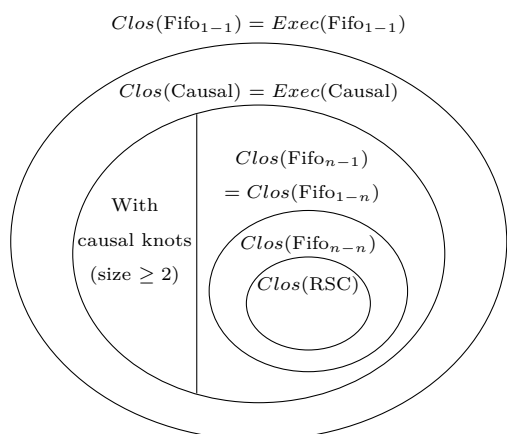 Clos(Fifo₁₋₁) = Exec(Fifo₁₋₁)
Clos(Causal) = Exec(Causal)
Clos(Fifoₙ₋₁)
= Clos(Fifo₁₋ₙ)
With
causal knots
(size ≥ 2)
Clos(Fifoₙ₋ₙ)
Clos(RSC)